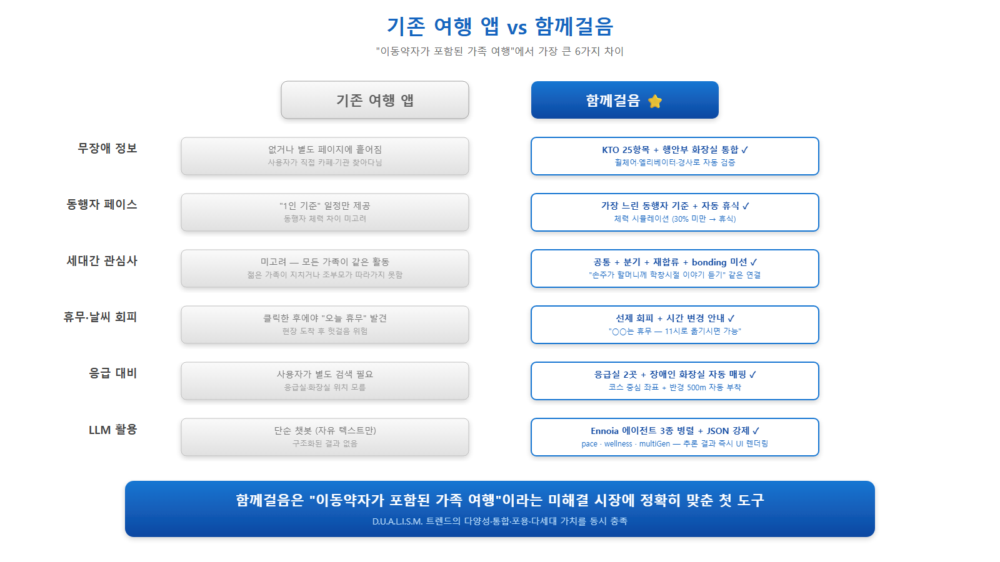 기존 여행 앱 vs 함께걸음
"이동약자가 포함된 가족 여행"에서 가장 큰 6가지 차이
기존 여행 앱
함께걸음 ⭐
무장애 정보
없거나 별도 페이지에 흩어짐
사용자가 직접 카페·기관 찾아다님
KTO 25항목 + 행안부 화장실 통합 ✓
휠체어·엘리베이터·경사로 자동 검증
동행자 페이스
"1인 기준" 일정만 제공
동행자 체력 차이 미고려
가장 느린 동행자 기준 + 자동 휴식 ✓
체력 시뮬레이션 (30% 미만 → 휴식)
세대간 관심사
미고려 — 모든 가족이 같은 활동
젊은 가족이 지치거나 조부모가 따라가지 못함
공통 + 분기 + 재합류 + bonding 미션 ✓
"손주가 할머니께 학창시절 이야기 듣기" 같은 연결
휴무·날씨 회피
클릭한 후에야 "오늘 휴무" 발견
현장 도착 후 헛걸음 위험
선제 회피 + 시간 변경 안내 ✓
"○○는 휴무 — 11시로 옮기시면 가능"
응급 대비
사용자가 별도 검색 필요
응급실·화장실 위치 모름
응급실 2곳 + 장애인 화장실 자동 매핑 ✓
코스 중심 좌표 + 반경 500m 자동 부착
LLM 활용
단순 챗봇 (자유 텍스트만)
구조화된 결과 없음
Ennoia 에이전트 3종 병렬 + JSON 강제 ✓
pace · wellness · multiGen — 추론 결과 즉시 UI 렌더링
함께걸음은 "이동약자가 포함된 가족 여행"이라는 미해결 시장에 정확히 맞춘 첫 도구
D.U.A.L.I.S.M. 트렌드의 다양성·통합·포용·다세대 가치를 동시 충족